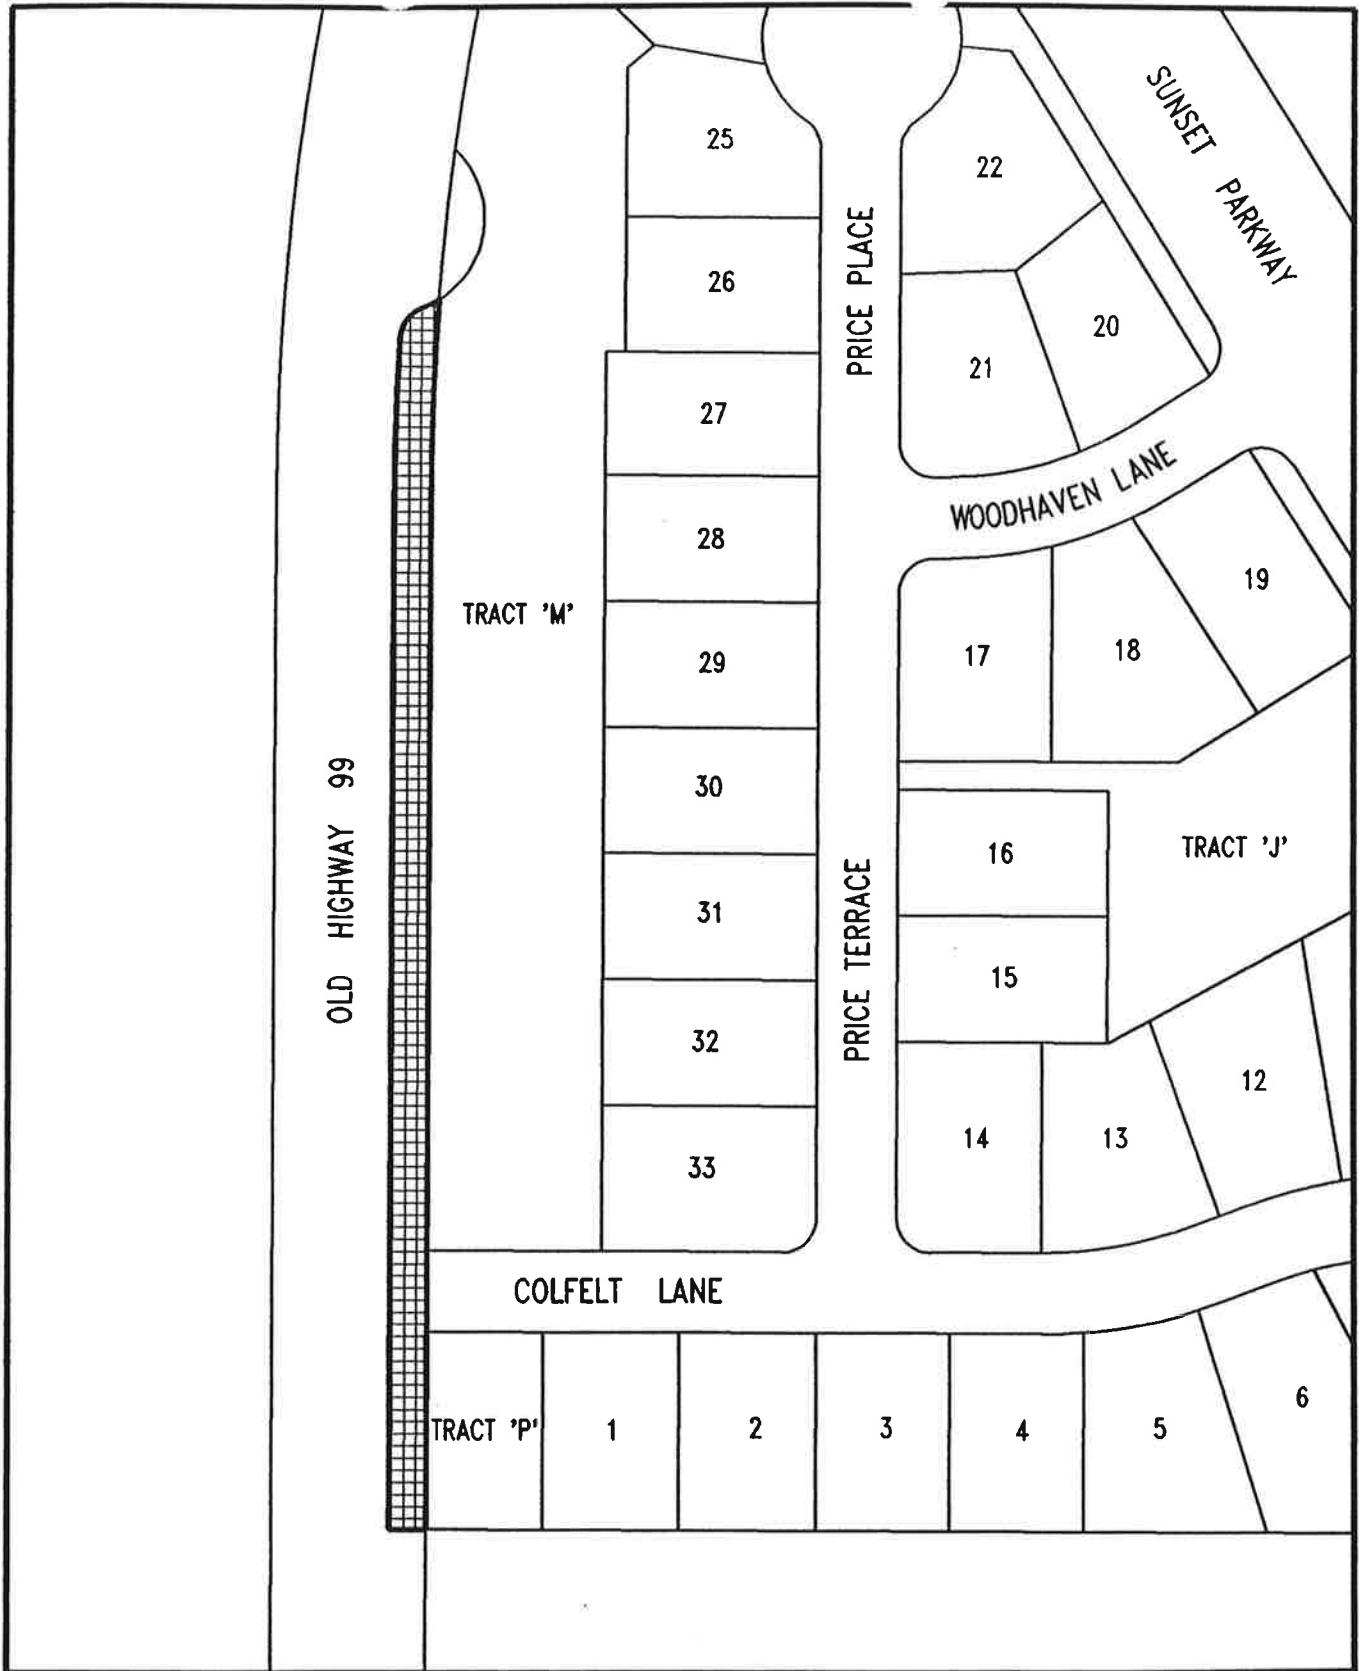 SUNSET PARKWAY
25
22
PRICE PLACE
26
20
21
27
WOODHAVEN LANE
28
19
TRACT 'M'
29
17
18
OLD HIGHWAY 99
30
16
TRACT 'J'
31
PRICE TERRACE
15
32
12
14
13
33
COLFELT LANE
TRACT 'P'
1
2
3
4
5
6